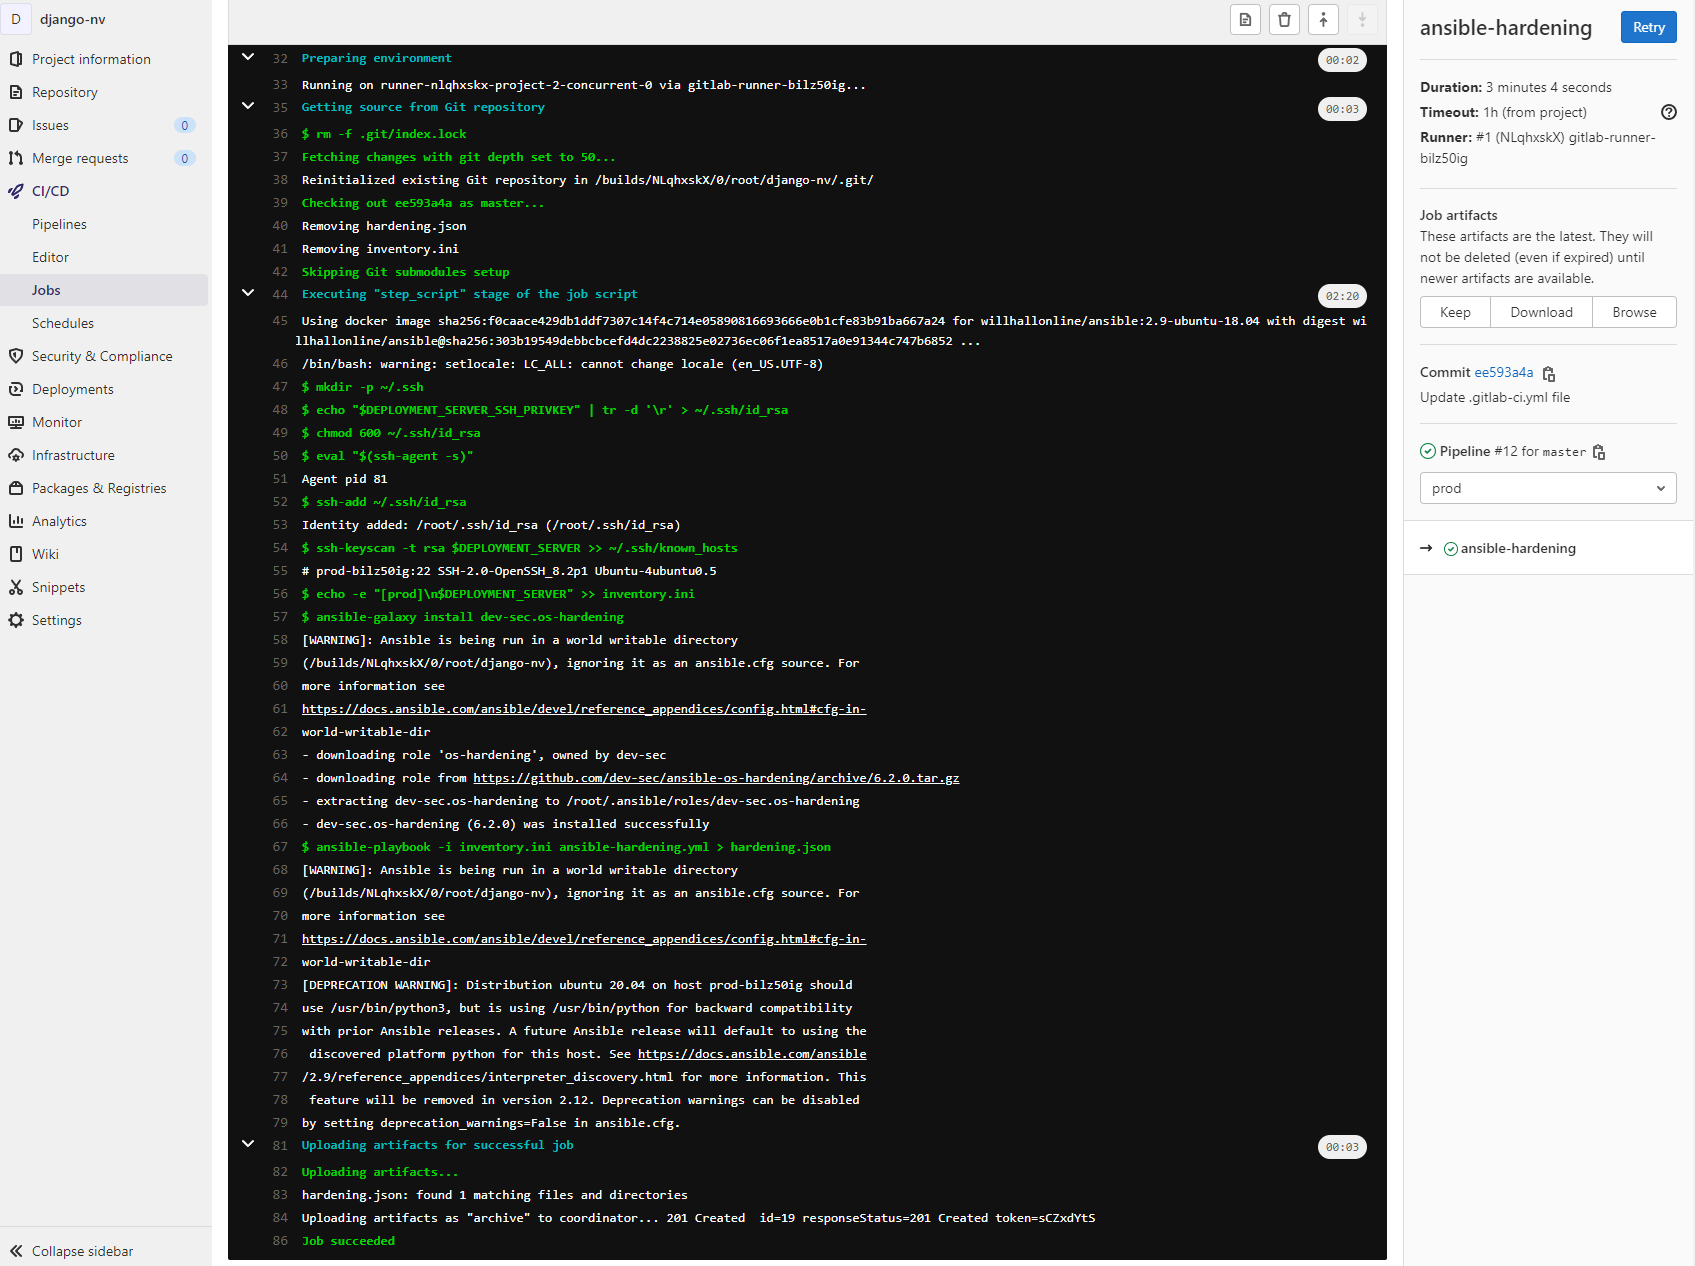 D django-nv
Project information
Repository
Issues 0
Merge requests 0
CI/CD
Pipelines
Editor
Jobs
Schedules
Security & Compliance
Deployments
Monitor
Infrastructure
Packages & Registries
Analytics
Wiki
Snippets
Settings
Collapse sidebar
32 Preparing environment 00:02
33 Running on runner-nlqhxskx-project-2-concurrent-0 via gitlab-runner-bilz50ig...
35 Getting source from Git repository 00:03
36 $ rm -f .git/index.lock
37 Fetching changes with git depth set to 50...
38 Reinitialized existing Git repository in /builds/NLqhxskX/0/root/django-nv/.git/
39 Checking out ee593a4a as master...
40 Removing hardening.json
41 Removing inventory.ini
42 Skipping Git submodules setup
44 Executing "step_script" stage of the job script 02:20
45 Using docker image sha256:f0caace429db1ddf7307c14f4c714e05890816693666e0b1cfe83b91ba667a24 for willhallonline/ansible:2.9-ubuntu-18.04 with digest wi
llhallonline/ansible@sha256:303b19549debbcbcefd4dc2238825e02736ec06f1ea8517a0e91344c747b6852 ...
46 /bin/bash: warning: setlocale: LC_ALL: cannot change locale (en_US.UTF-8)
47 $ mkdir -p ~/.ssh
48 $ echo "$DEPLOYMENT_SERVER_SSH_PRIVKEY" | tr -d '\r' > ~/.ssh/id_rsa
49 $ chmod 600 ~/.ssh/id_rsa
50 $ eval "$(ssh-agent -s)"
51 Agent pid 81
52 $ ssh-add ~/.ssh/id_rsa
53 Identity added: /root/.ssh/id_rsa (/root/.ssh/id_rsa)
54 $ ssh-keyscan -t rsa $DEPLOYMENT_SERVER >> ~/.ssh/known_hosts
55 # prod-bilz50ig:22 SSH-2.0-OpenSSH_8.2p1 Ubuntu-4ubuntu0.5
56 $ echo -e "[prod]\n$DEPLOYMENT_SERVER" >> inventory.ini
57 $ ansible-galaxy install dev-sec.os-hardening
58 [WARNING]: Ansible is being run in a world writable directory
59 (/builds/NLqhxskX/0/root/django-nv), ignoring it as an ansible.cfg source. For
60 more information see
61 https://docs.ansible.com/ansible/devel/reference_appendices/config.html#cfg-in-
62 world-writable-dir
63 - downloading role 'os-hardening', owned by dev-sec
64 - downloading role from https://github.com/dev-sec/ansible-os-hardening/archive/6.2.0.tar.gz
65 - extracting dev-sec.os-hardening to /root/.ansible/roles/dev-sec.os-hardening
66 - dev-sec.os-hardening (6.2.0) was installed successfully
67 $ ansible-playbook -i inventory.ini ansible-hardening.yml > hardening.json
68 [WARNING]: Ansible is being run in a world writable directory
69 (/builds/NLqhxskX/0/root/django-nv), ignoring it as an ansible.cfg source. For
70 more information see
71 https://docs.ansible.com/ansible/devel/reference_appendices/config.html#cfg-in-
72 world-writable-dir
73 [DEPRECATION WARNING]: Distribution ubuntu 20.04 on host prod-bilz50ig should
74 use /usr/bin/python3, but is using /usr/bin/python for backward compatibility
75 with prior Ansible releases. A future Ansible release will default to using the
76 discovered platform python for this host. See https://docs.ansible.com/ansible
77 /2.9/reference_appendices/interpreter_discovery.html for more information. This
78 feature will be removed in version 2.12. Deprecation warnings can be disabled
79 by setting deprecation_warnings=False in ansible.cfg.
81 Uploading artifacts for successful job 00:03
82 Uploading artifacts...
83 hardening.json: found 1 matching files and directories
84 Uploading artifacts as "archive" to coordinator... 201 Created  id=19 responseStatus=201 Created token=sCZxdYtS
86 Job succeeded
ansible-hardening Retry
Duration: 3 minutes 4 seconds
Timeout: 1h (from project)
Runner: #1 (NLqhxskX) gitlab-runner-
bilz50ig
Job artifacts
These artifacts are the latest. They will
not be deleted (even if expired) until
newer artifacts are available.
Keep Download Browse
Commit ee593a4a
Update .gitlab-ci.yml file
Pipeline #12 for master
prod
→ ansible-hardening